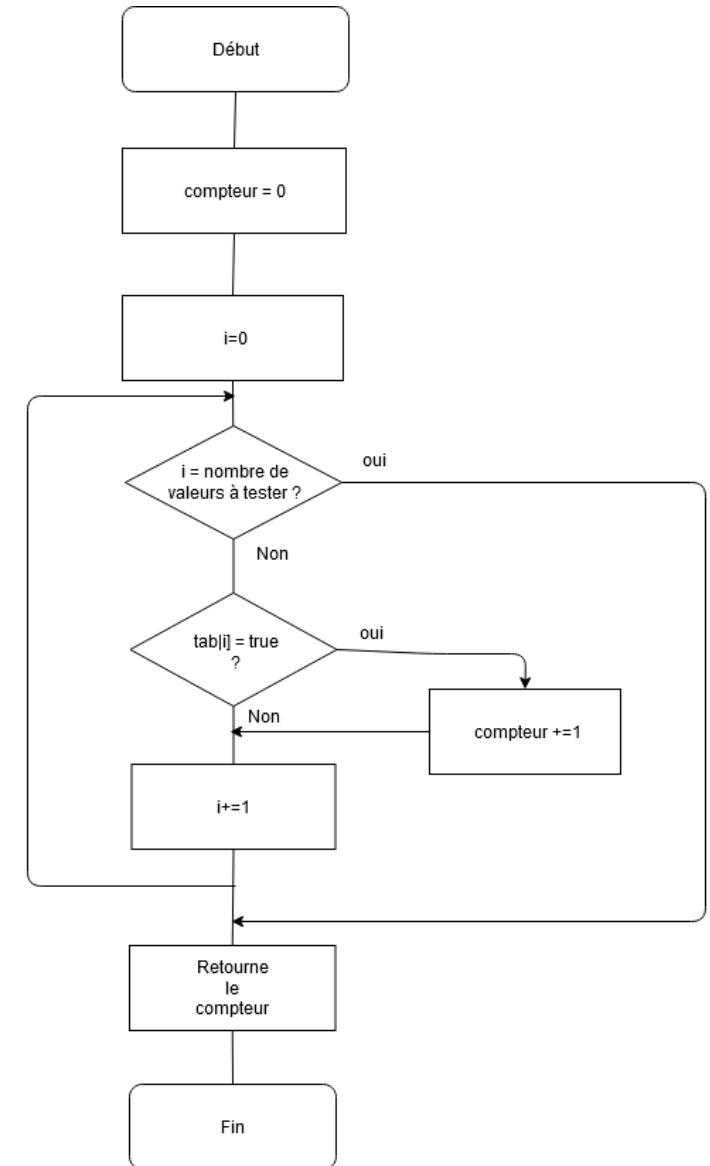 Début
compteur = 0
i=0
i = nombre de
valeurs à tester ?
oui
Non
tab|i] = true
?
oui
Non
compteur +=1
i+=1
Retourne
le
compteur
Fin